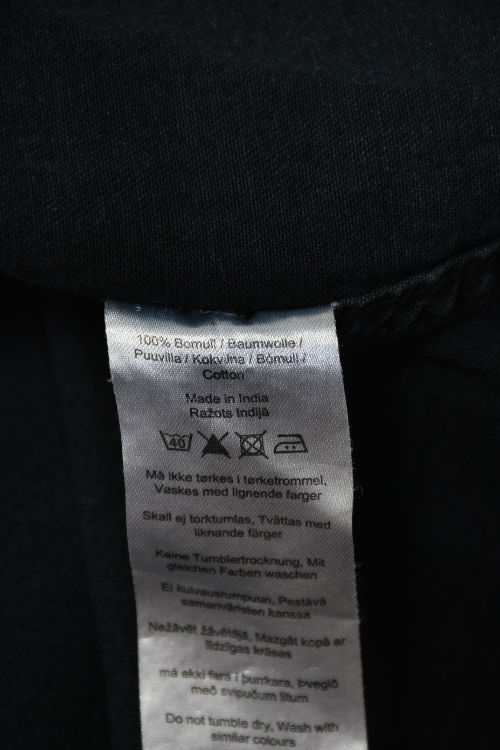 100% Bomull / Baumwolle /
Puuvilla / Kokvilna / Bómull /
Cotton
Made in India
Ražots Indijā
40
Må ikke tørkes i tørketrommel,
Vaskes med lignende farger
Skall ej torktumlas, Tvättas med
liknande färger
Keine Tumblertrocknung, Mit
gleichen Farben waschen
Ei kuivausrumpuun, Pestävä
samanväristen kanssa
Nežāvēt žāvētājā, Mazgāt kopā ar
līdzīgas krāsas
má ekki fara í þurrkara, Þvegið
með svipuðum litum
Do not tumble dry, Wash with
similar colours